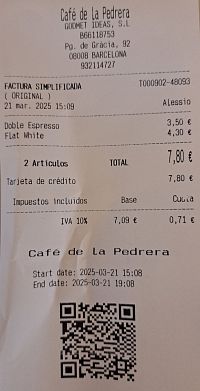 Café de La Pedrera
GOOMET IDEAS, S.L
B66118753
Pg. de Gràcia, 92
08008 BARCELONA
932114727
FACTURA SIMPLIFICADA T000902-48093
( ORIGINAL )
21 mar. 2025 15:09 Alessio
Doble Espresso 3,50 €
Flat White 4,30 €
2 Articulos TOTAL 7,80 €
Tarjeta de crédito 7,80 €
Impuestos incluidos Base Cuota
IVA 10% 7,09 € 0,71 €
Café de La Pedrera
Start date: 2025-03-21 15:08
End date: 2025-03-21 19:08